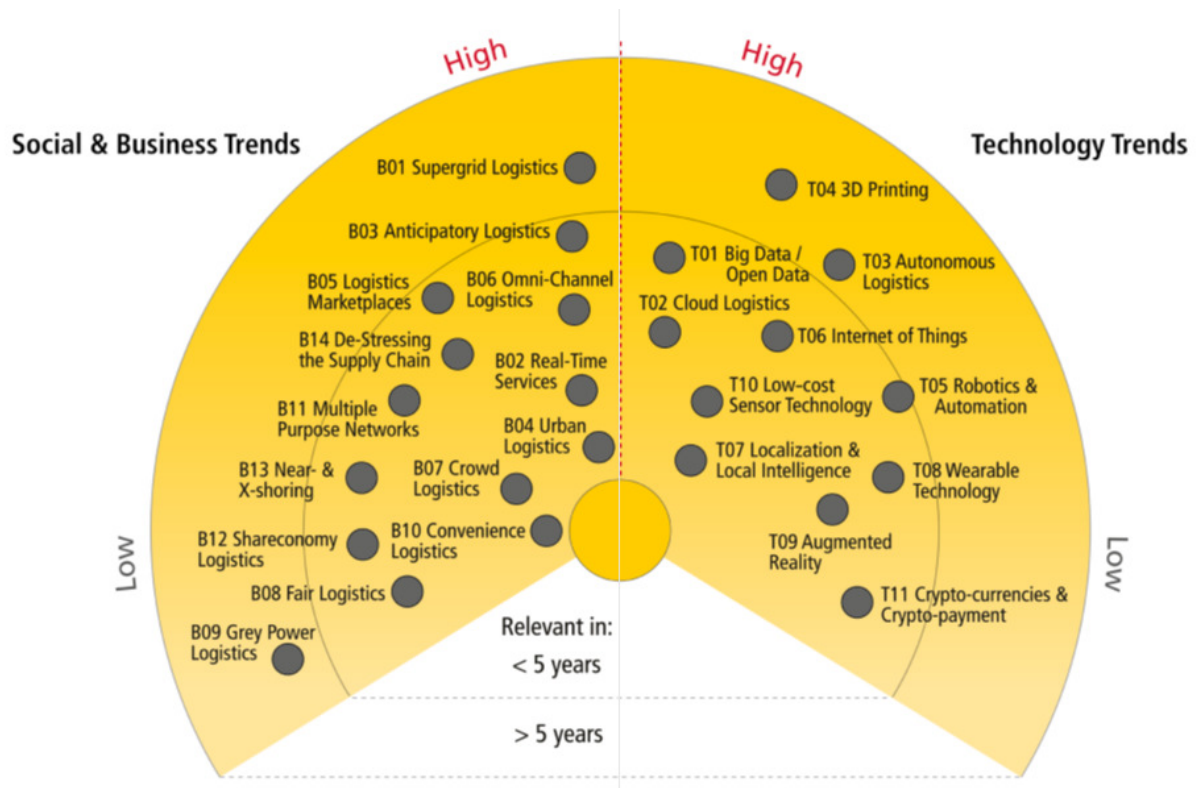 High
High
Social & Business Trends
Technology Trends
B01 Supergrid Logistics
T04 3D Printing
B03 Anticipatory Logistics
T01 Big Data /
Open Data
T03 Autonomous
Logistics
B05 Logistics
Marketplaces
B06 Omni-Channel
Logistics
T02 Cloud Logistics
B14 De-Stressing
the Supply Chain
T06 Internet of Things
B02 Real-Time
Services
T10 Low-cost
Sensor Technology
T05 Robotics &
Automation
B11 Multiple
Purpose Networks
B04 Urban
Logistics
T07 Localization &
Local Intelligence
B13 Near- &
X-shoring
B07 Crowd
Logistics
T08 Wearable
Technology
B12 Shareconomy
Logistics
B10 Convenience
Logistics
T09 Augmented
Reality
Low
Low
B08 Fair Logistics
T11 Crypto-currencies &
Crypto-payment
B09 Grey Power
Logistics
Relevant in:
< 5 years
> 5 years